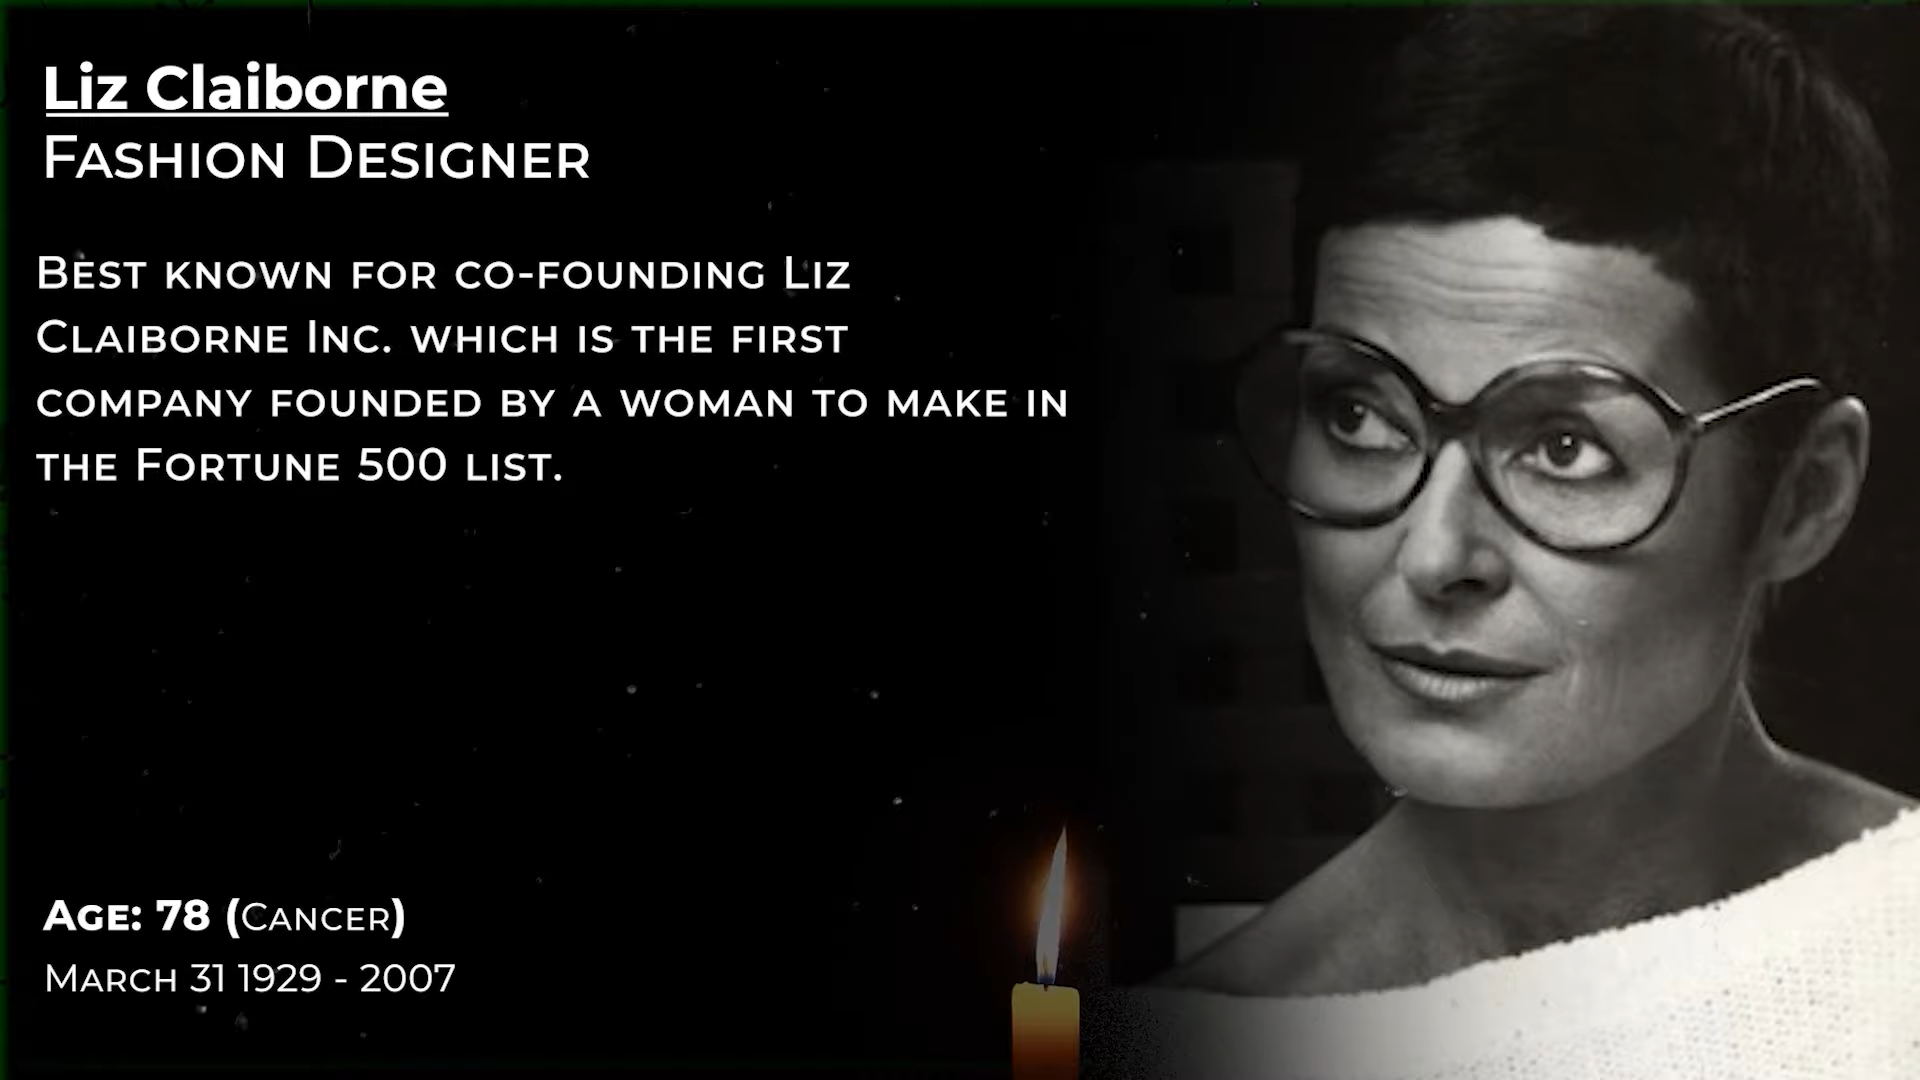 Liz Claiborne
Fashion Designer
Best known for co-founding Liz
Claiborne Inc. which is the first
company founded by a woman to make in
the Fortune 500 list.
Age: 78 (Cancer)
March 31 1929 - 2007